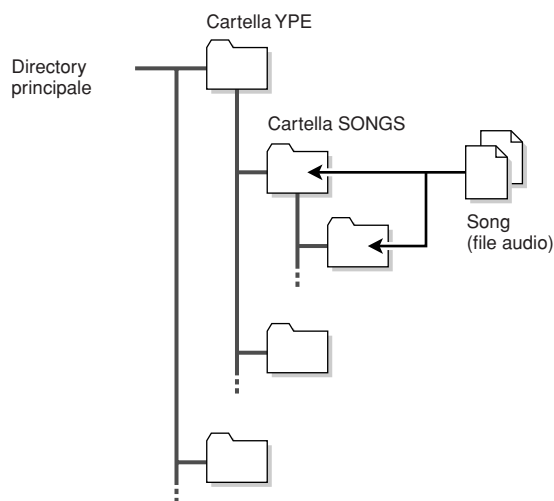 Cartella YPE
Directory
principale
Cartella SONGS
Song
(file audio)